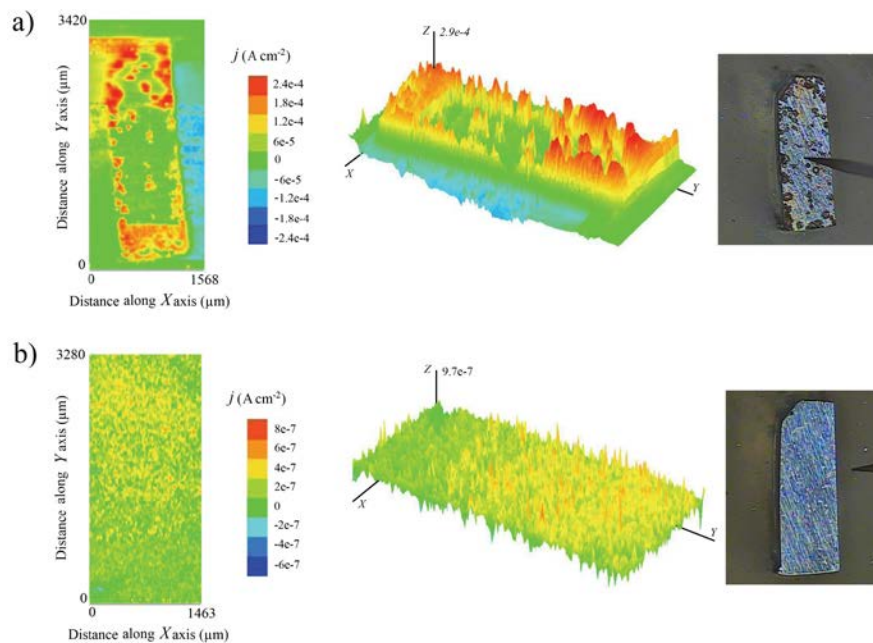 a)
3420
Distance along Y axis (µm)
0
0
1568
Distance along X axis (µm)
j (A cm-2)
2.4e-4
1.8e-4
1.2e-4
6e-5
0
-6e-5
-1.2e-4
-1.8e-4
-2.4e-4
Z
2.9e-4
X
Y
b)
3280
Distance along Y axis (µm)
0
0
1463
Distance along X axis (µm)
j (A cm-2)
8e-7
6e-7
4e-7
2e-7
0
-2e-7
-4e-7
-6e-7
Z
9.7e-7
X
Y